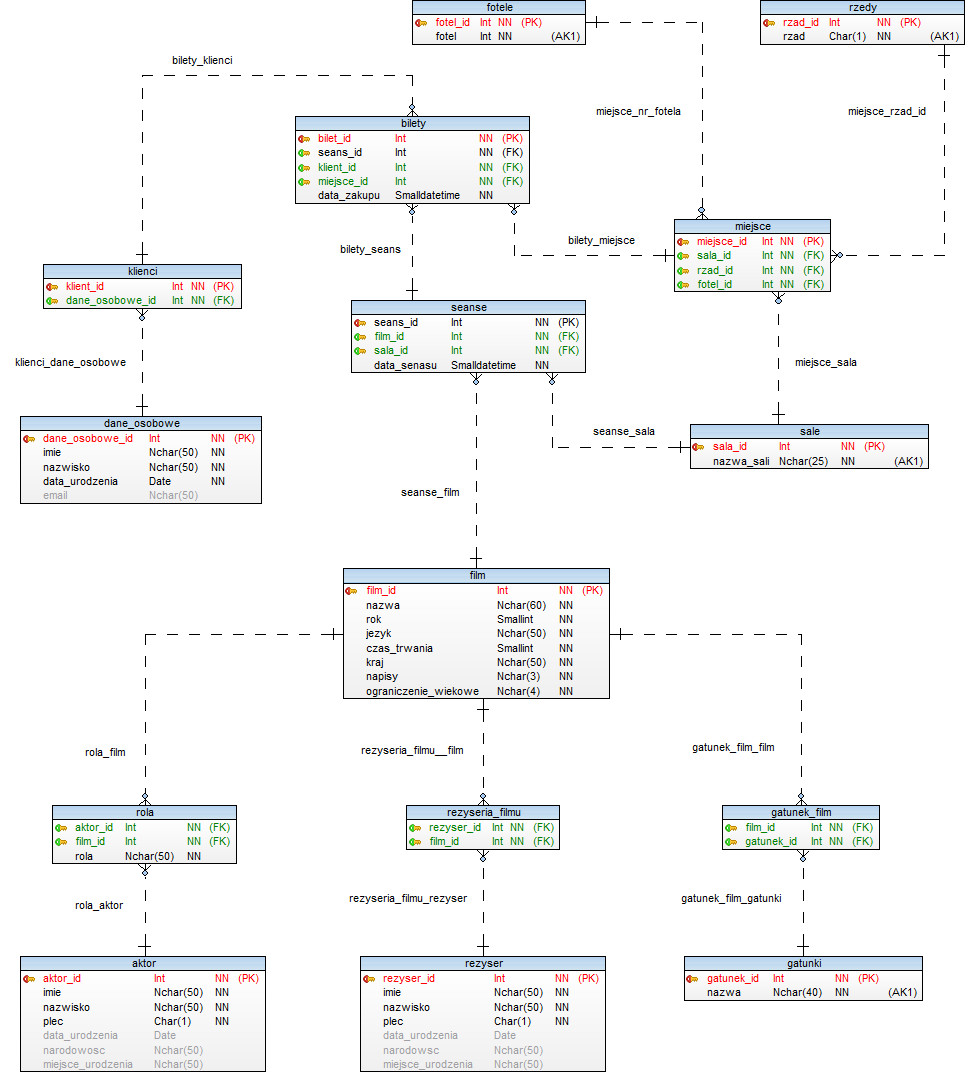 fotele
fotel_id Int NN (PK)
fotel Int NN (AK1)
rzedy
rzad_id Int NN (PK)
rzad Char(1) NN (AK1)
bilety_klienci
miejsce_nr_fotela
miejsce_rzad_id
bilety
bilet_id Int NN (PK)
seans_id Int NN (FK)
klient_id Int NN (FK)
miejsce_id Int NN (FK)
data_zakupu Smalldatetime NN
bilety_seans
bilety_miejsce
miejsce
miejsce_id Int NN (PK)
sala_id Int NN (FK)
rzad_id Int NN (FK)
fotel_id Int NN (FK)
klienci
klient_id Int NN (PK)
dane_osobowe_id Int NN (FK)
seanse
seans_id Int NN (PK)
film_id Int NN (FK)
sala_id Int NN (FK)
data_senasu Smalldatetime NN
klienci_dane_osobowe
miejsce_sala
dane_osobowe
dane_osobowe_id Int NN (PK)
imie Nchar(50) NN
nazwisko Nchar(50) NN
data_urodzenia Date NN
email Nchar(50)
seanse_sala
sale
sala_id Int NN (PK)
nazwa_sali Nchar(25) NN (AK1)
seanse_film
film
film_id Int NN (PK)
nazwa Nchar(60) NN
rok Smallint NN
jezyk Nchar(50) NN
czas_trwania Smallint NN
kraj Nchar(50) NN
napisy Nchar(3) NN
ograniczenie_wiekowe Nchar(4) NN
rola_film
rezyseria_filmu__film
gatunek_film_film
rola
aktor_id Int NN (FK)
film_id Int NN (FK)
rola Nchar(50) NN
rezyseria_filmu
rezyser_id Int NN (FK)
film_id Int NN (FK)
gatunek_film
film_id Int NN (FK)
gatunek_id Int NN (FK)
rola_aktor
rezyseria_filmu_rezyser
gatunek_film_gatunki
aktor
aktor_id Int NN (PK)
imie Nchar(50) NN
nazwisko Nchar(50) NN
plec Char(1) NN
data_urodzenia Date
narodowosc Nchar(50)
miejsce_urodzenia Nchar(50)
rezyser
rezyser_id Int NN (PK)
imie Nchar(50) NN
nazwisko Nchar(50) NN
plec Char(1) NN
data_urodzenia Date
narodowsc Nchar(50)
miejsce_urodzenia Nchar(50)
gatunki
gatunek_id Int NN (PK)
nazwa Nchar(40) NN (AK1)